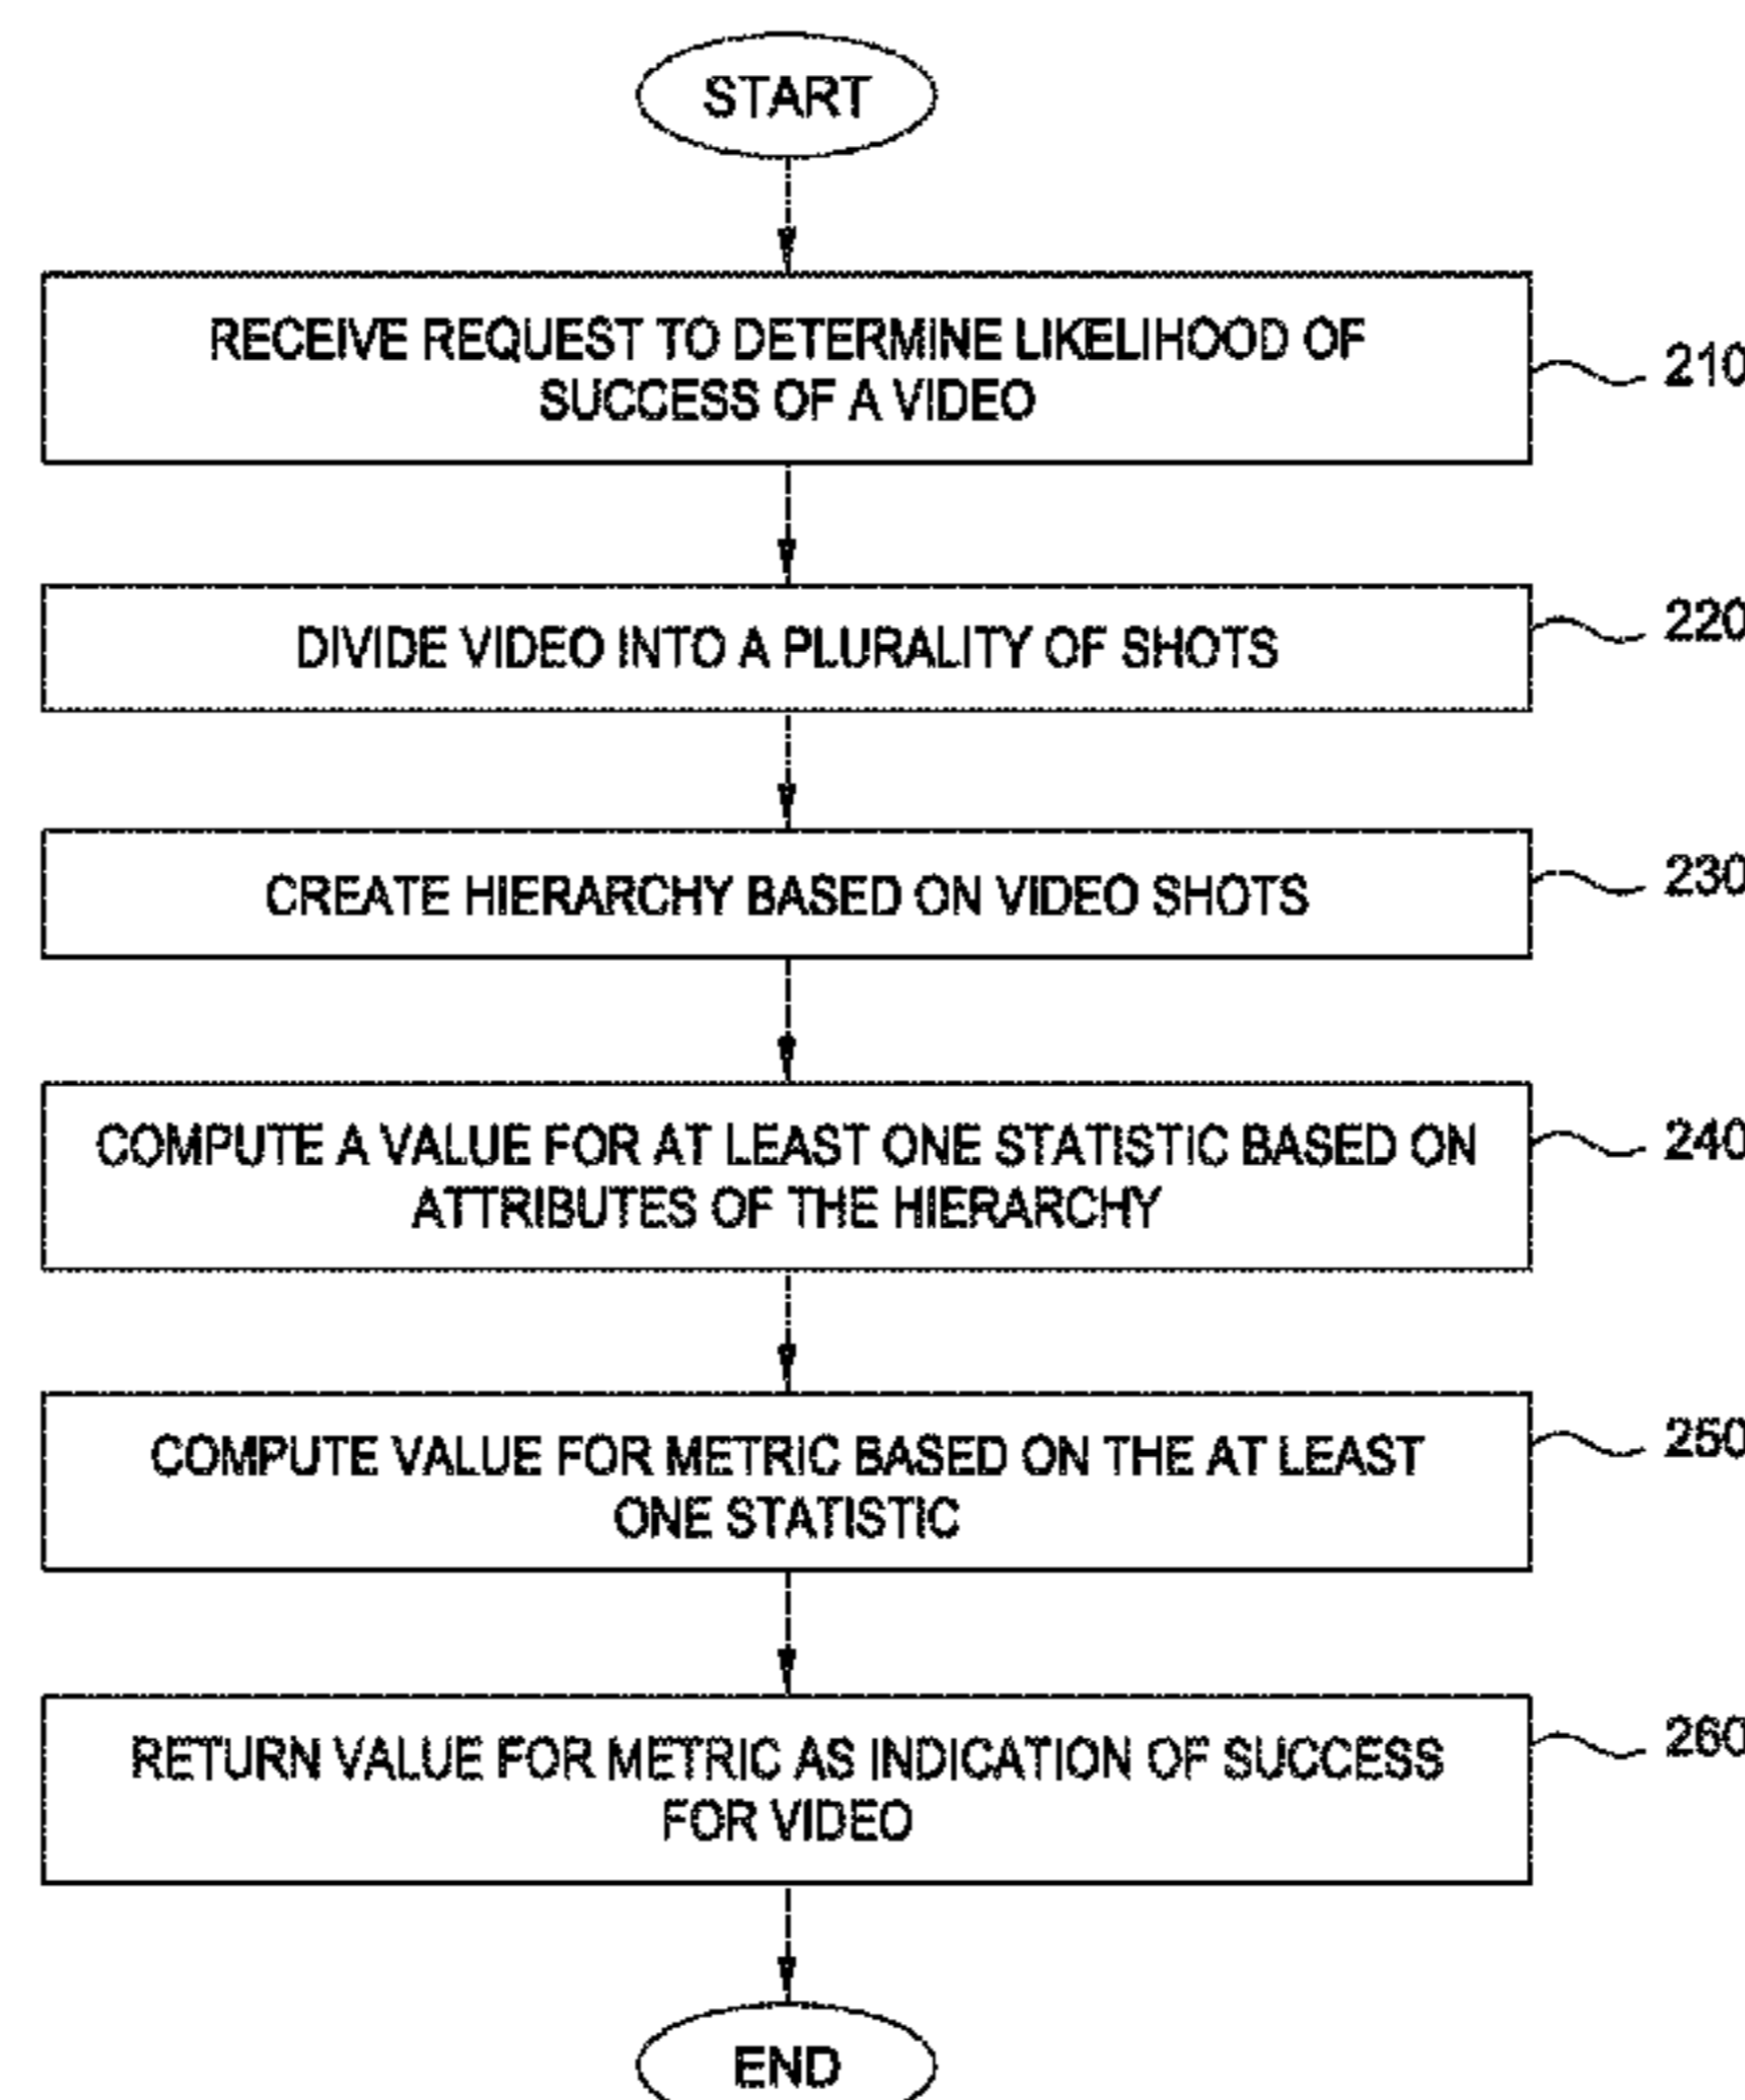 START
RECEIVE REQUEST TO DETERMINE LIKELIHOOD OF
SUCCESS OF A VIDEO
210
DIVIDE VIDEO INTO A PLURALITY OF SHOTS
220
CREATE HIERARCHY BASED ON VIDEO SHOTS
230
COMPUTE A VALUE FOR AT LEAST ONE STATISTIC BASED ON
ATTRIBUTES OF THE HIERARCHY
240
COMPUTE VALUE FOR METRIC BASED ON THE AT LEAST
ONE STATISTIC
250
RETURN VALUE FOR METRIC AS INDICATION OF SUCCESS
FOR VIDEO
260
END